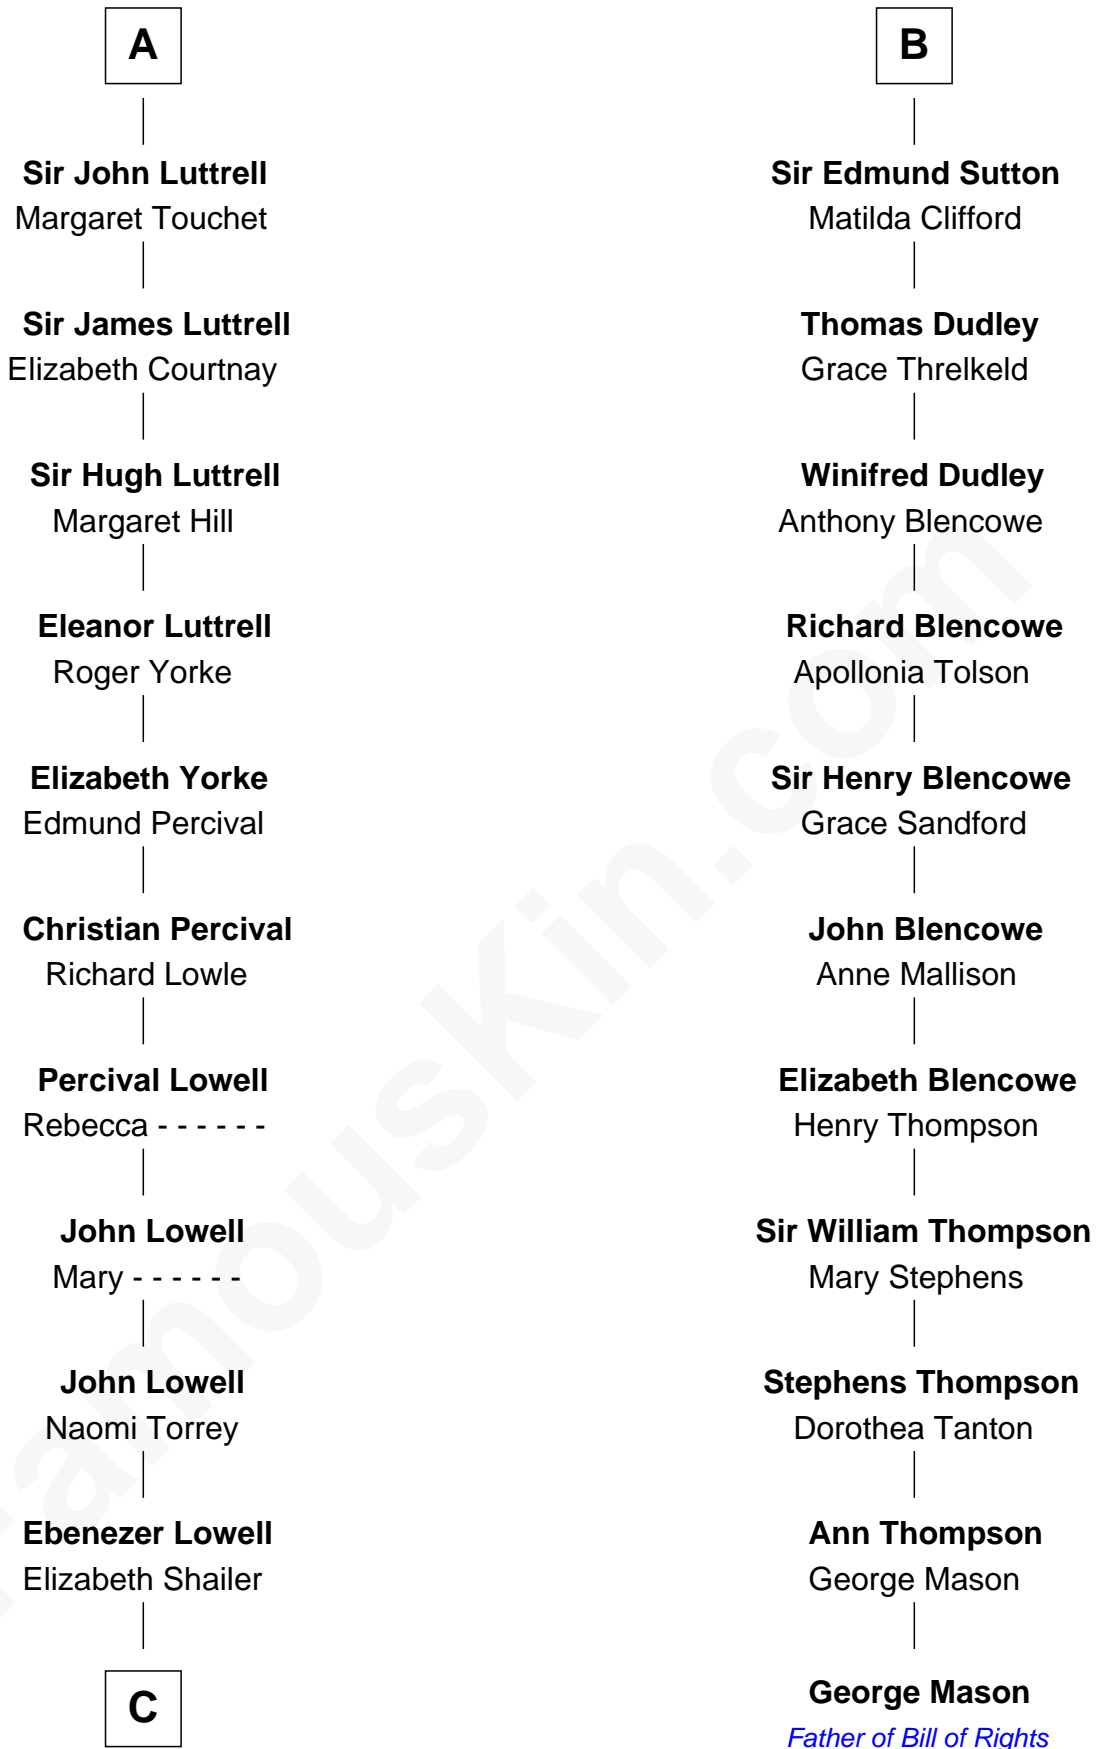 A
Sir John Luttrell
Margaret Touchet
Sir James Luttrell
Elizabeth Courtnay
Sir Hugh Luttrell
Margaret Hill
Eleanor Luttrell
Roger Yorke
Elizabeth Yorke
Edmund Percival
Christian Percival
Richard Lowle
Percival Lowell
Rebecca - - - - - -
John Lowell
Mary - - - - - -
John Lowell
Naomi Torrey
Ebenezer Lowell
Elizabeth Shailer
C
B
Sir Edmund Sutton
Matilda Clifford
Thomas Dudley
Grace Threlkeld
Winifred Dudley
Anthony Blencowe
Richard Blencowe
Apollonia Tolson
Sir Henry Blencowe
Grace Sandford
John Blencowe
Anne Mallison
Elizabeth Blencowe
Henry Thompson
Sir William Thompson
Mary Stephens
Stephens Thompson
Dorothea Tanton
Ann Thompson
George Mason
George Mason
Father of Bill of Rights
FamousKin.com